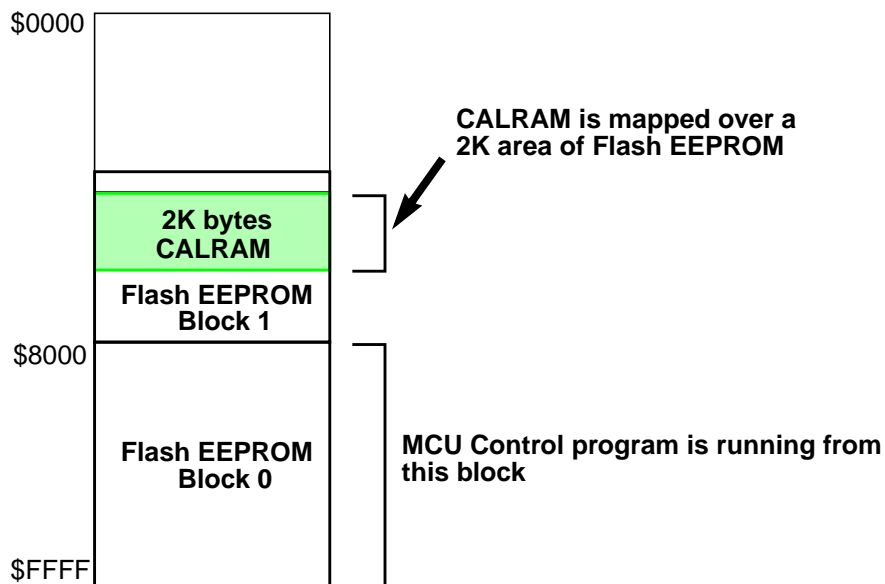 $0000
CALRAM is mapped over a
2K area of Flash EEPROM
2K bytes
CALRAM
Flash EEPROM
Block 1
$8000
Flash EEPROM
Block 0
MCU Control program is running from
this block
$FFFF